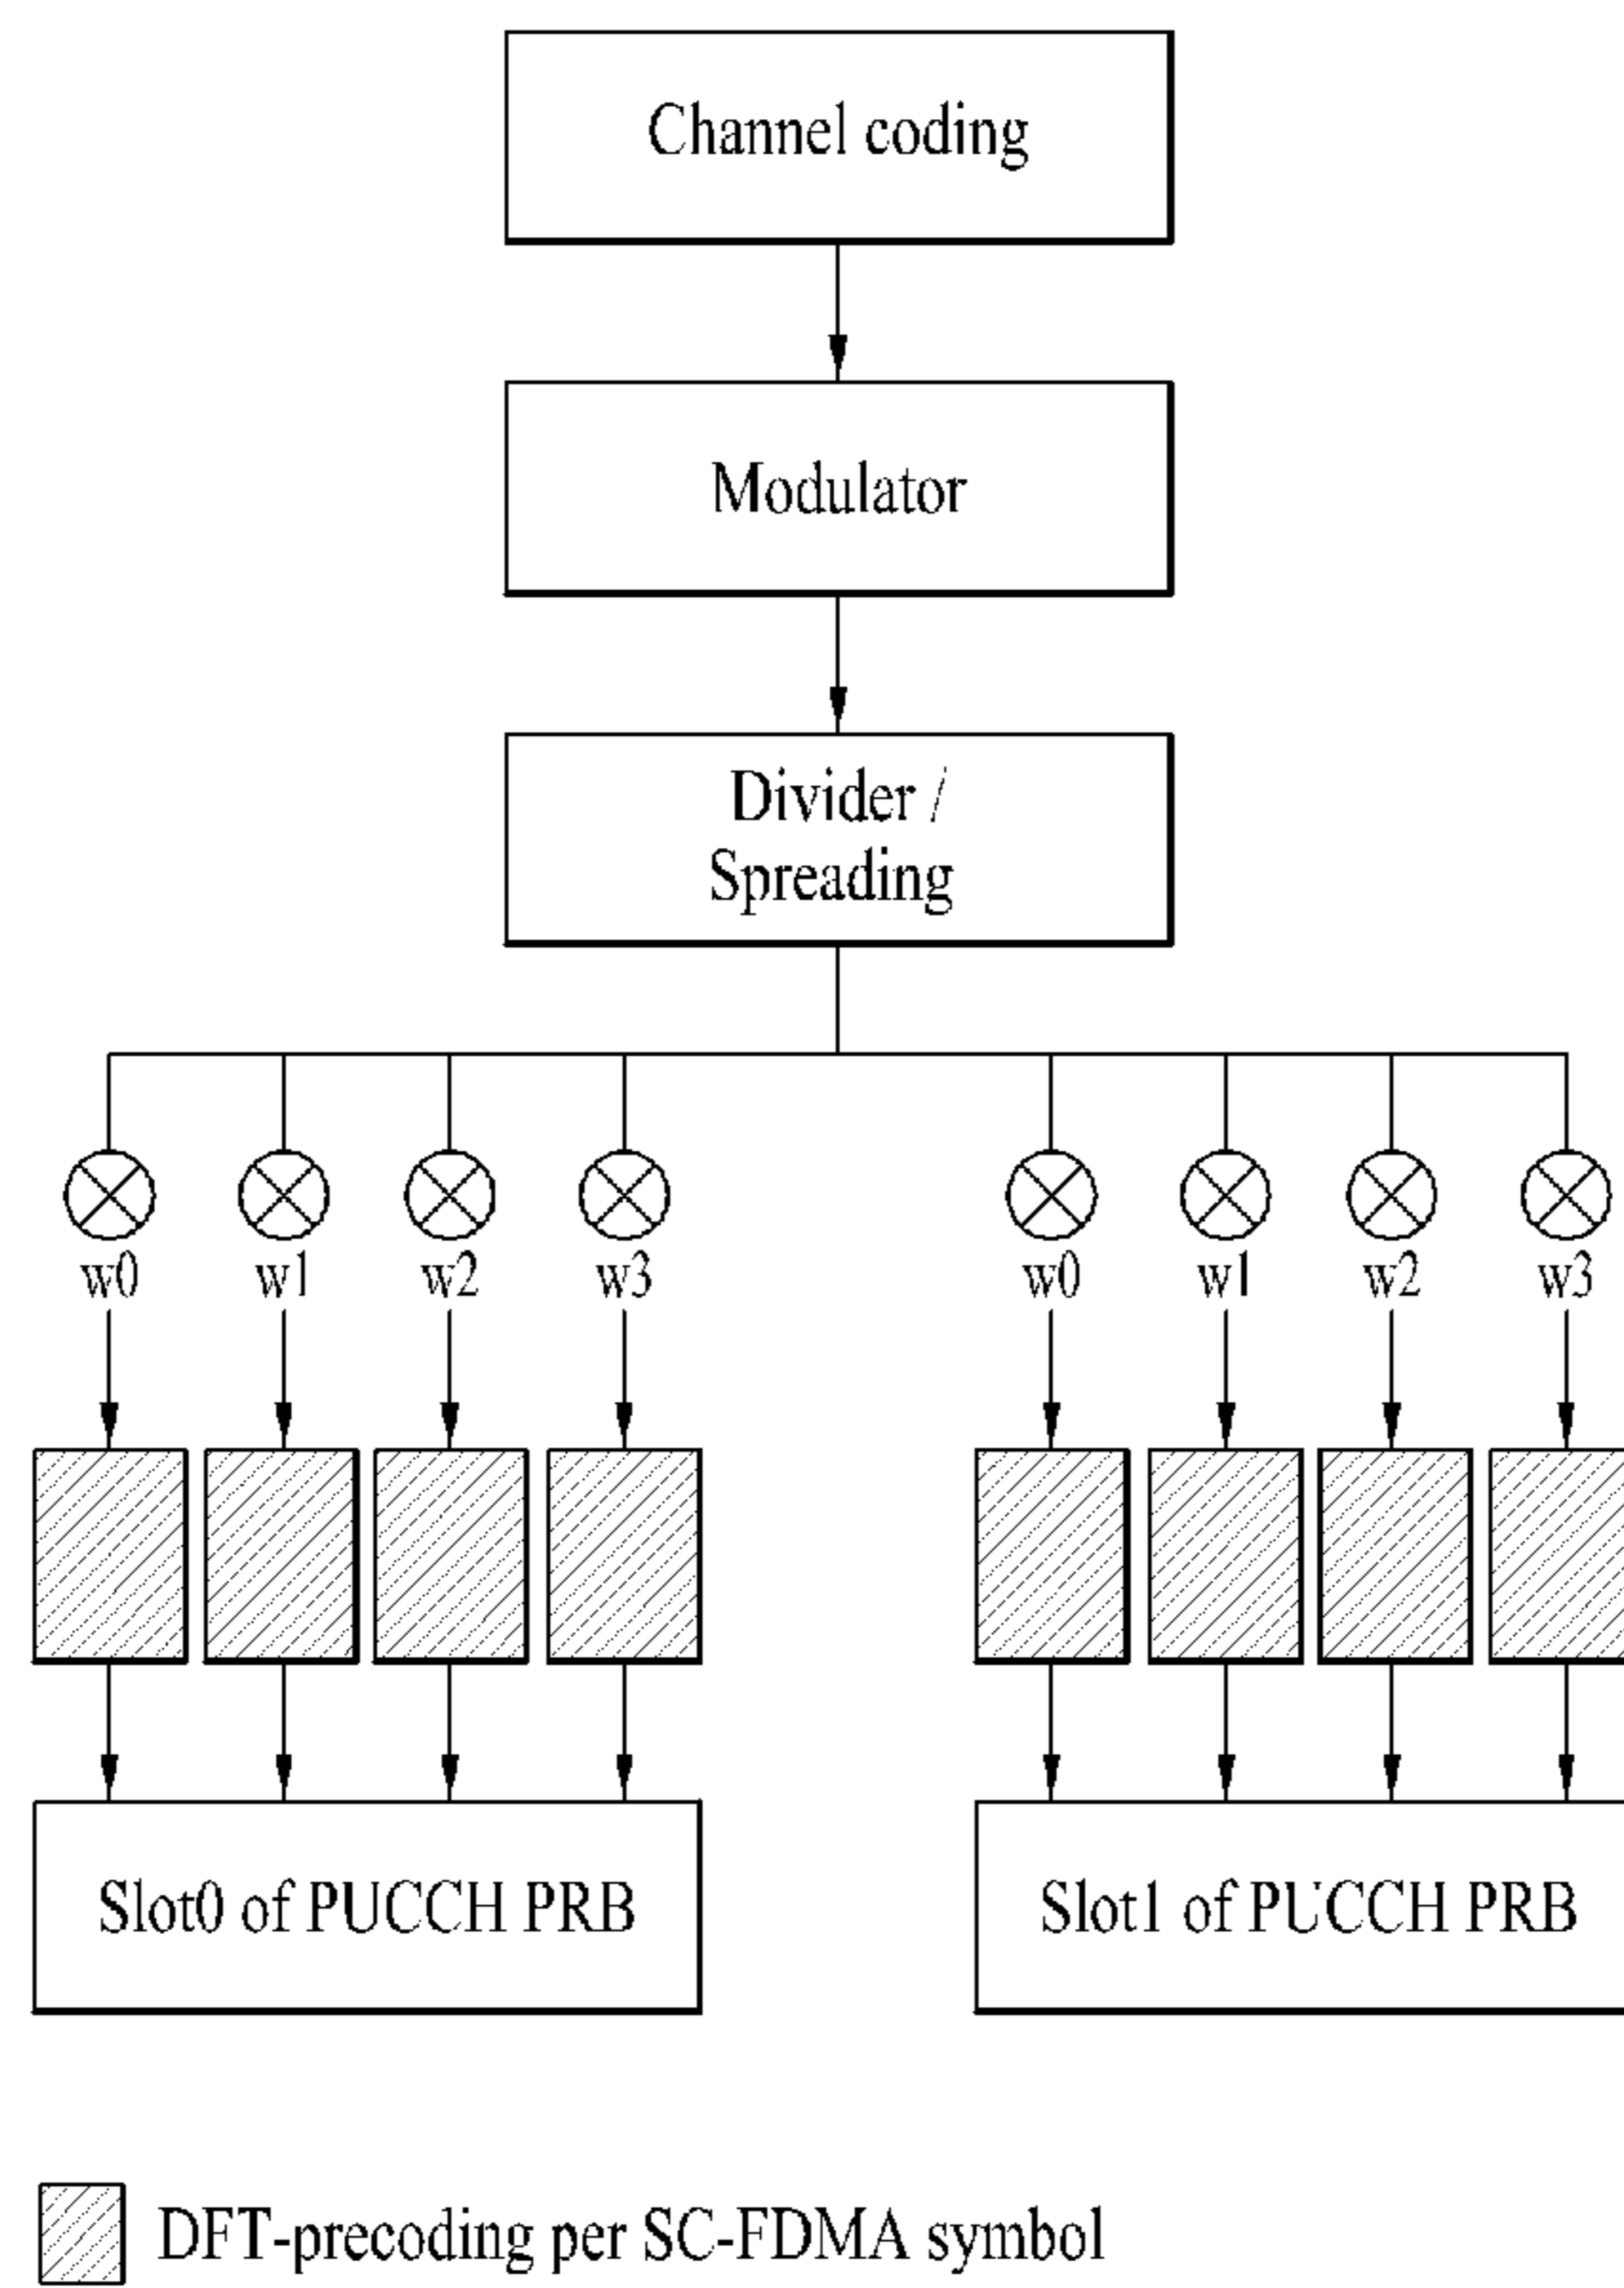 Channel coding
Modulator
Divider /
Spreading
w0 w1 w2 w3 w0 w1 w2 w3
Slot0 of PUCCH PRB Slot1 of PUCCH PRB
DFT-precoding per SC-FDMA symbol